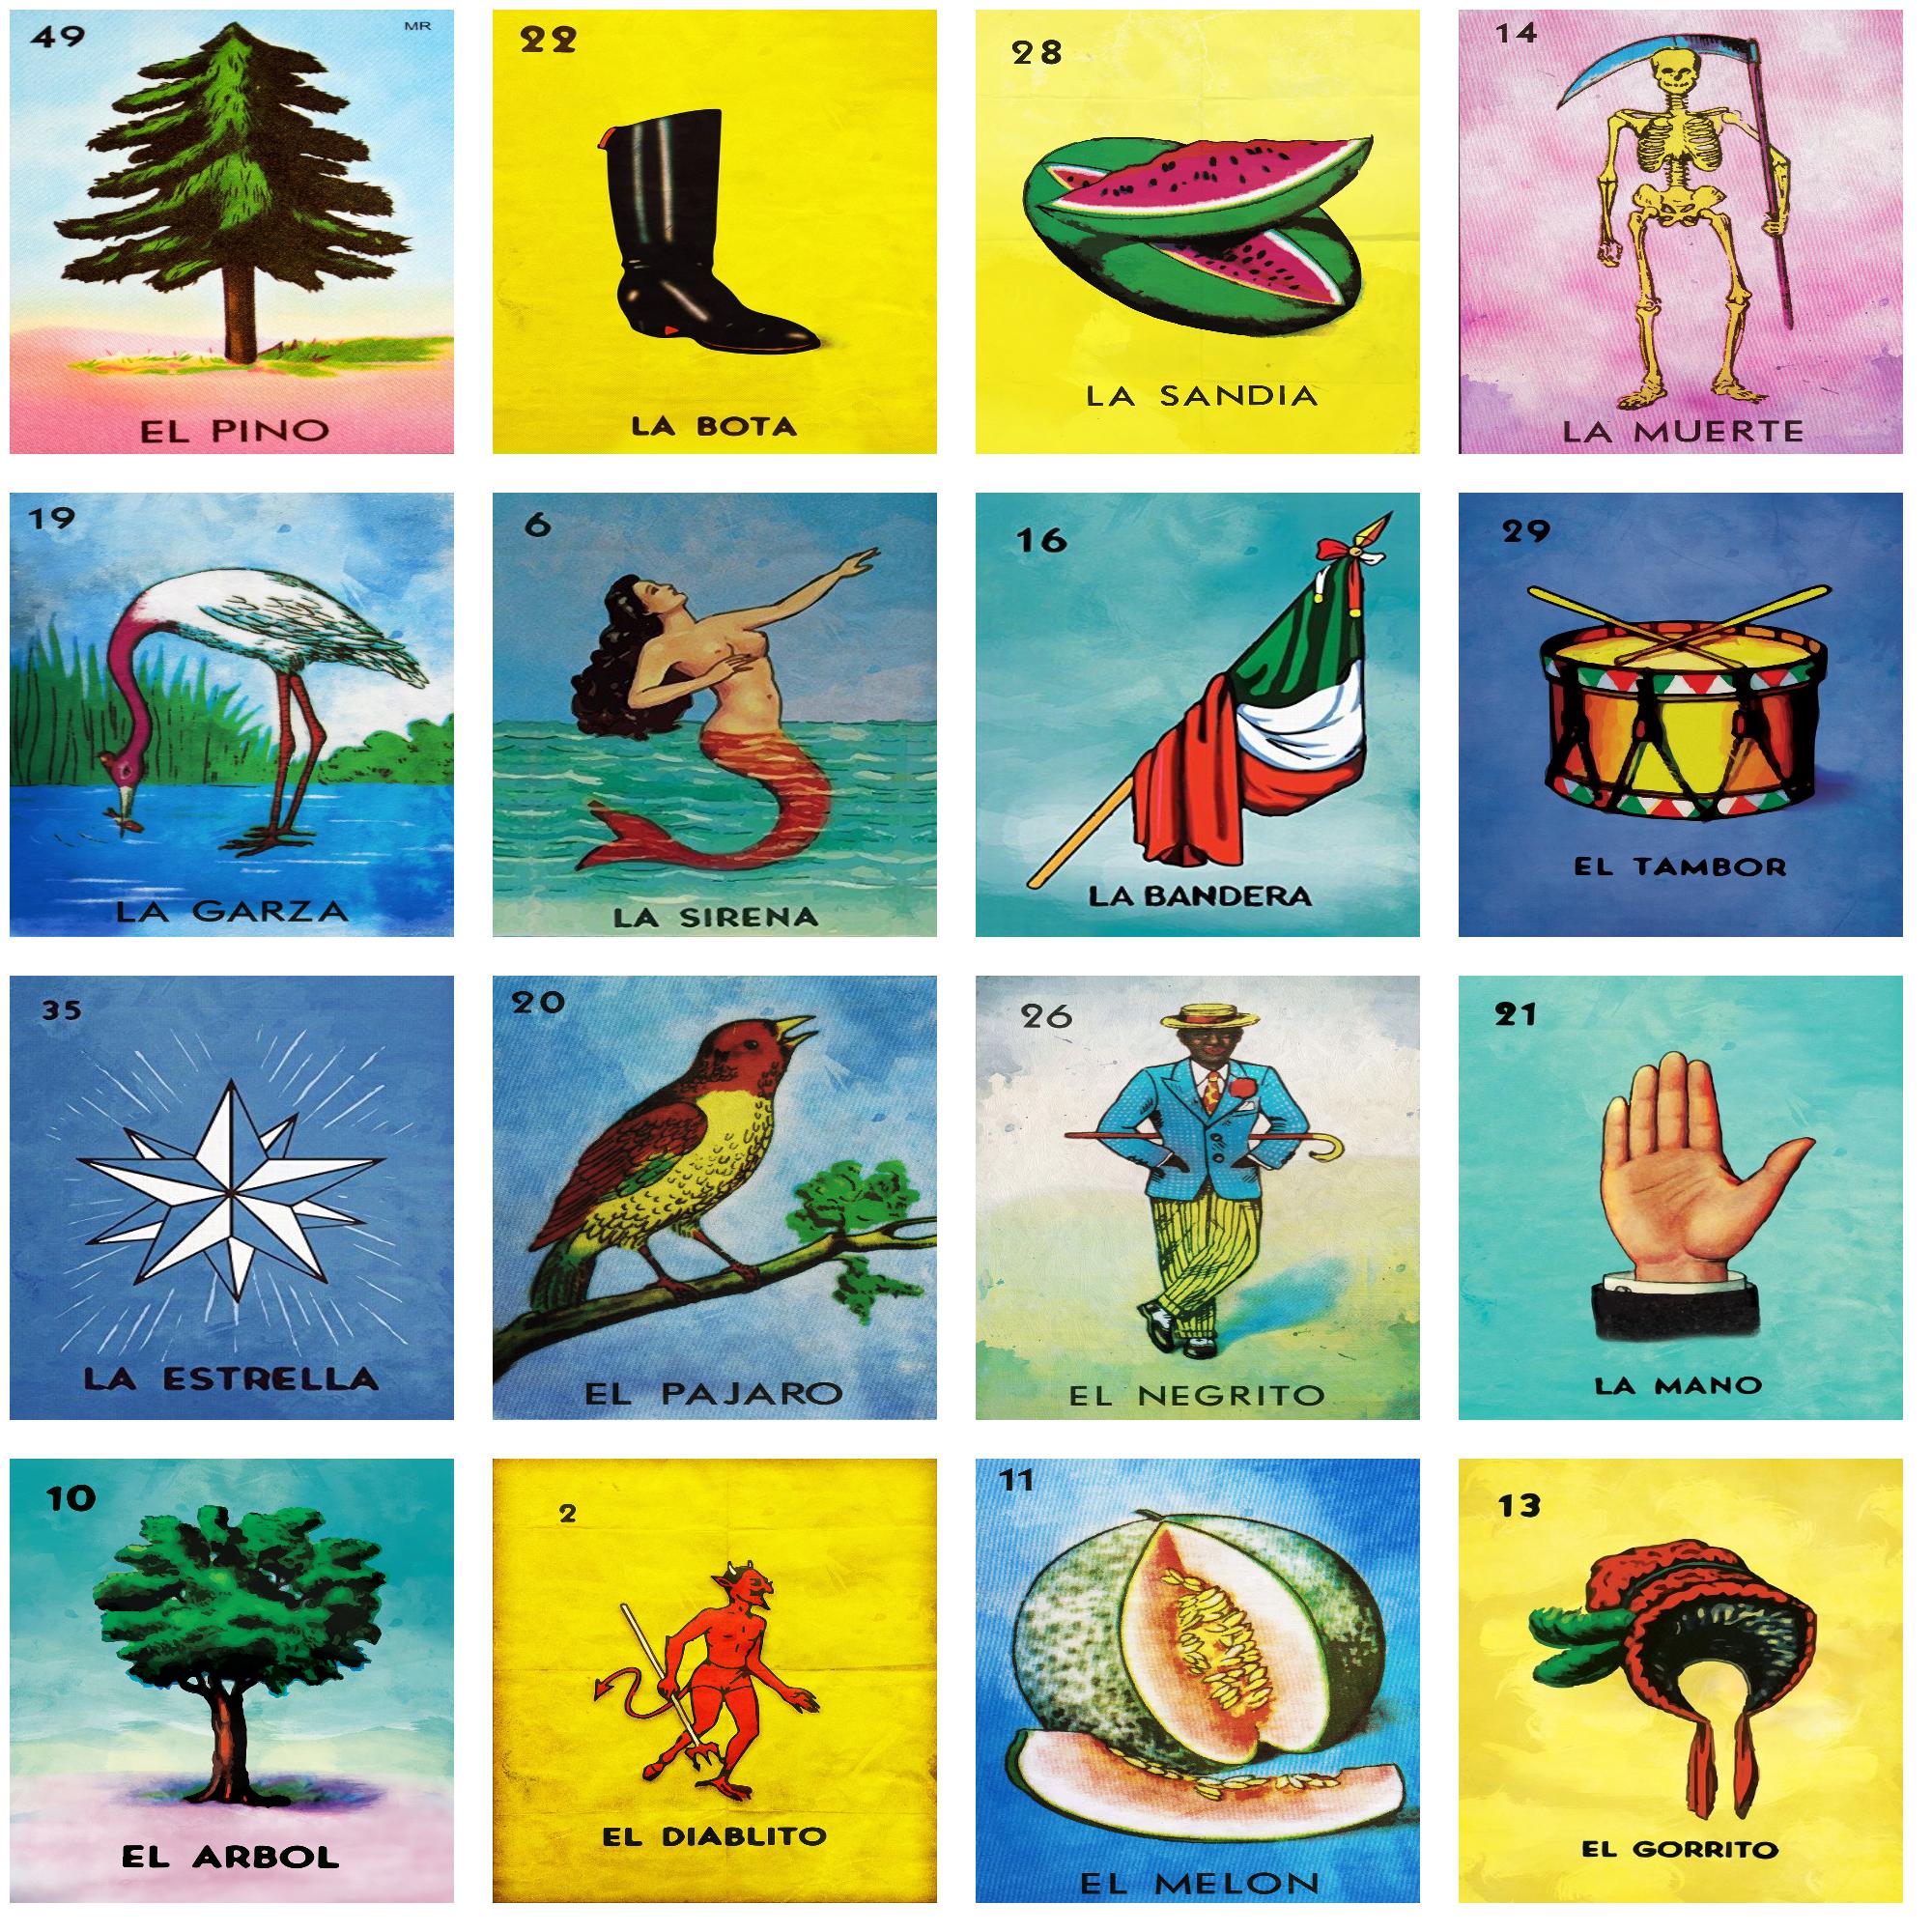 49
MR
EL PINO
22
LA BOTA
28
LA SANDIA
14
LA MUERTE
19
LA GARZA
6
LA SIRENA
16
LA BANDERA
29
EL TAMBOR
35
LA ESTRELLA
20
EL PAJARO
26
EL NEGRITO
21
LA MANO
10
EL ARBOL
2
EL DIABLITO
11
EL MELON
13
EL GORRITO